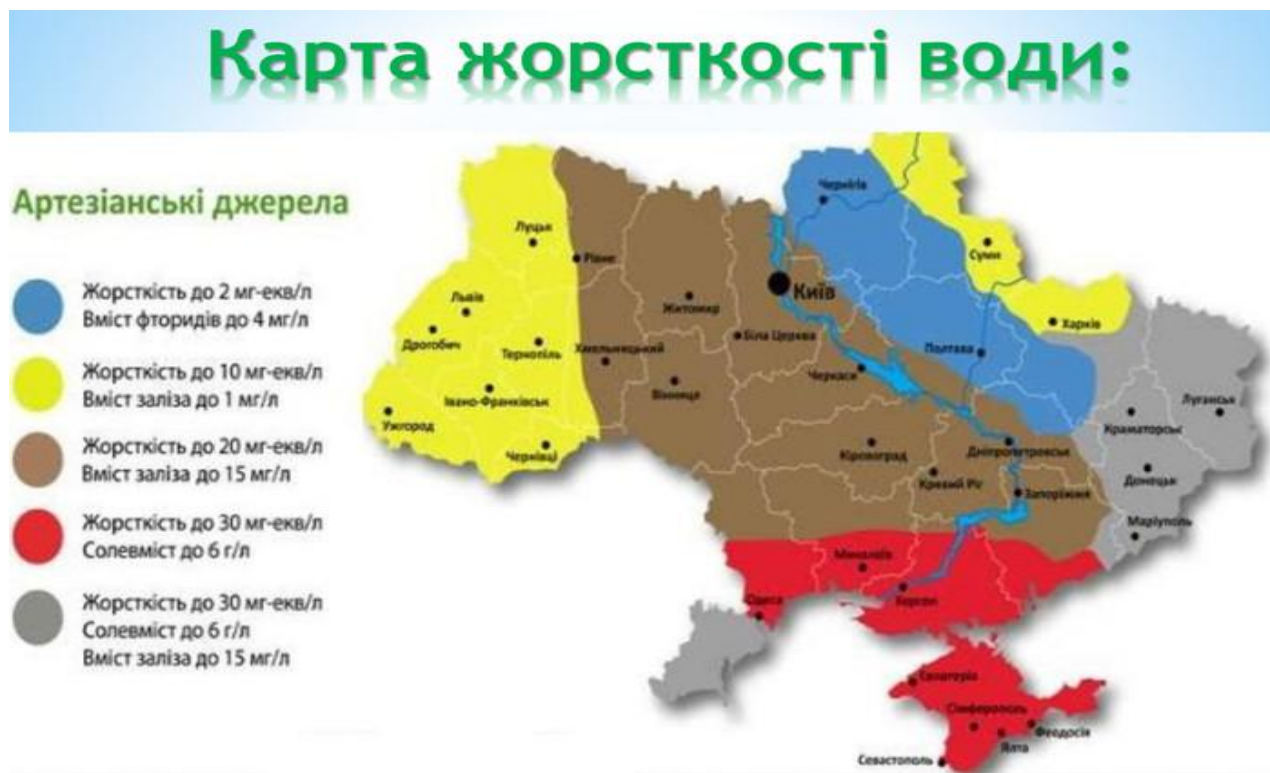 Карта жорсткості води:
Артезіанські джерела
Жорсткість до 2 мг-екв/л
Вміст фторидів до 4 мг/л
Жорсткість до 10 мг-екв/л
Вміст заліза до 1 мг/л
Жорсткість до 20 мг-екв/л
Вміст заліза до 15 мг/л
Жорсткість до 30 мг-екв/л
Солевміст до 6 г/л
Жорсткість до 30 мг-екв/л
Солевміст до 6 г/л
Вміст заліза до 15 мг/л
Чернігів
Луцьк
Рівне
Суми
Київ
Львів
Житомир
Харків
Дрогобич
Тернопіль
Хмельницький
Біла Церква
Полтава
Черкаси
Івано-Франківськ
Вінниця
Ужгород
Луганськ
Краматорськ
Чернівці
Кіровоград
Дніпропетровськ
Кривий Ріг
Запоріжжя
Донецьк
Маріуполь
Миколаїв
Одеса
Херсон
Євпаторія
Сімферополь
Феодосія
Ялта
Севастополь